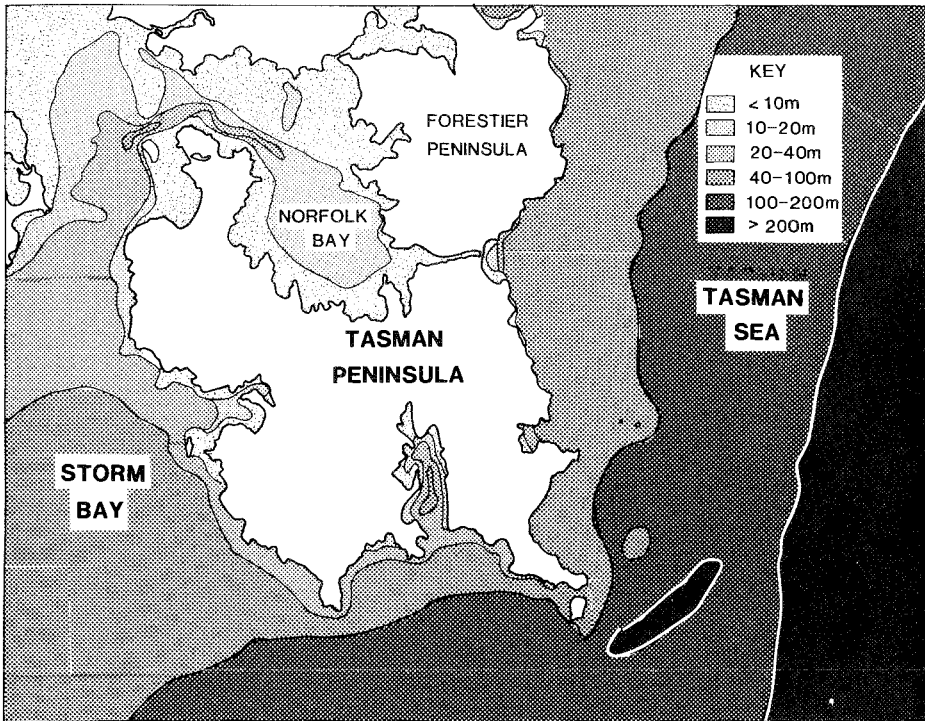 KEY
< 10m
10-20m
20-40m
40-100m
100-200m
> 200m
FORESTIER
PENINSULA
NORFOLK
BAY
TASMAN
SEA
TASMAN
PENINSULA
STORM
BAY